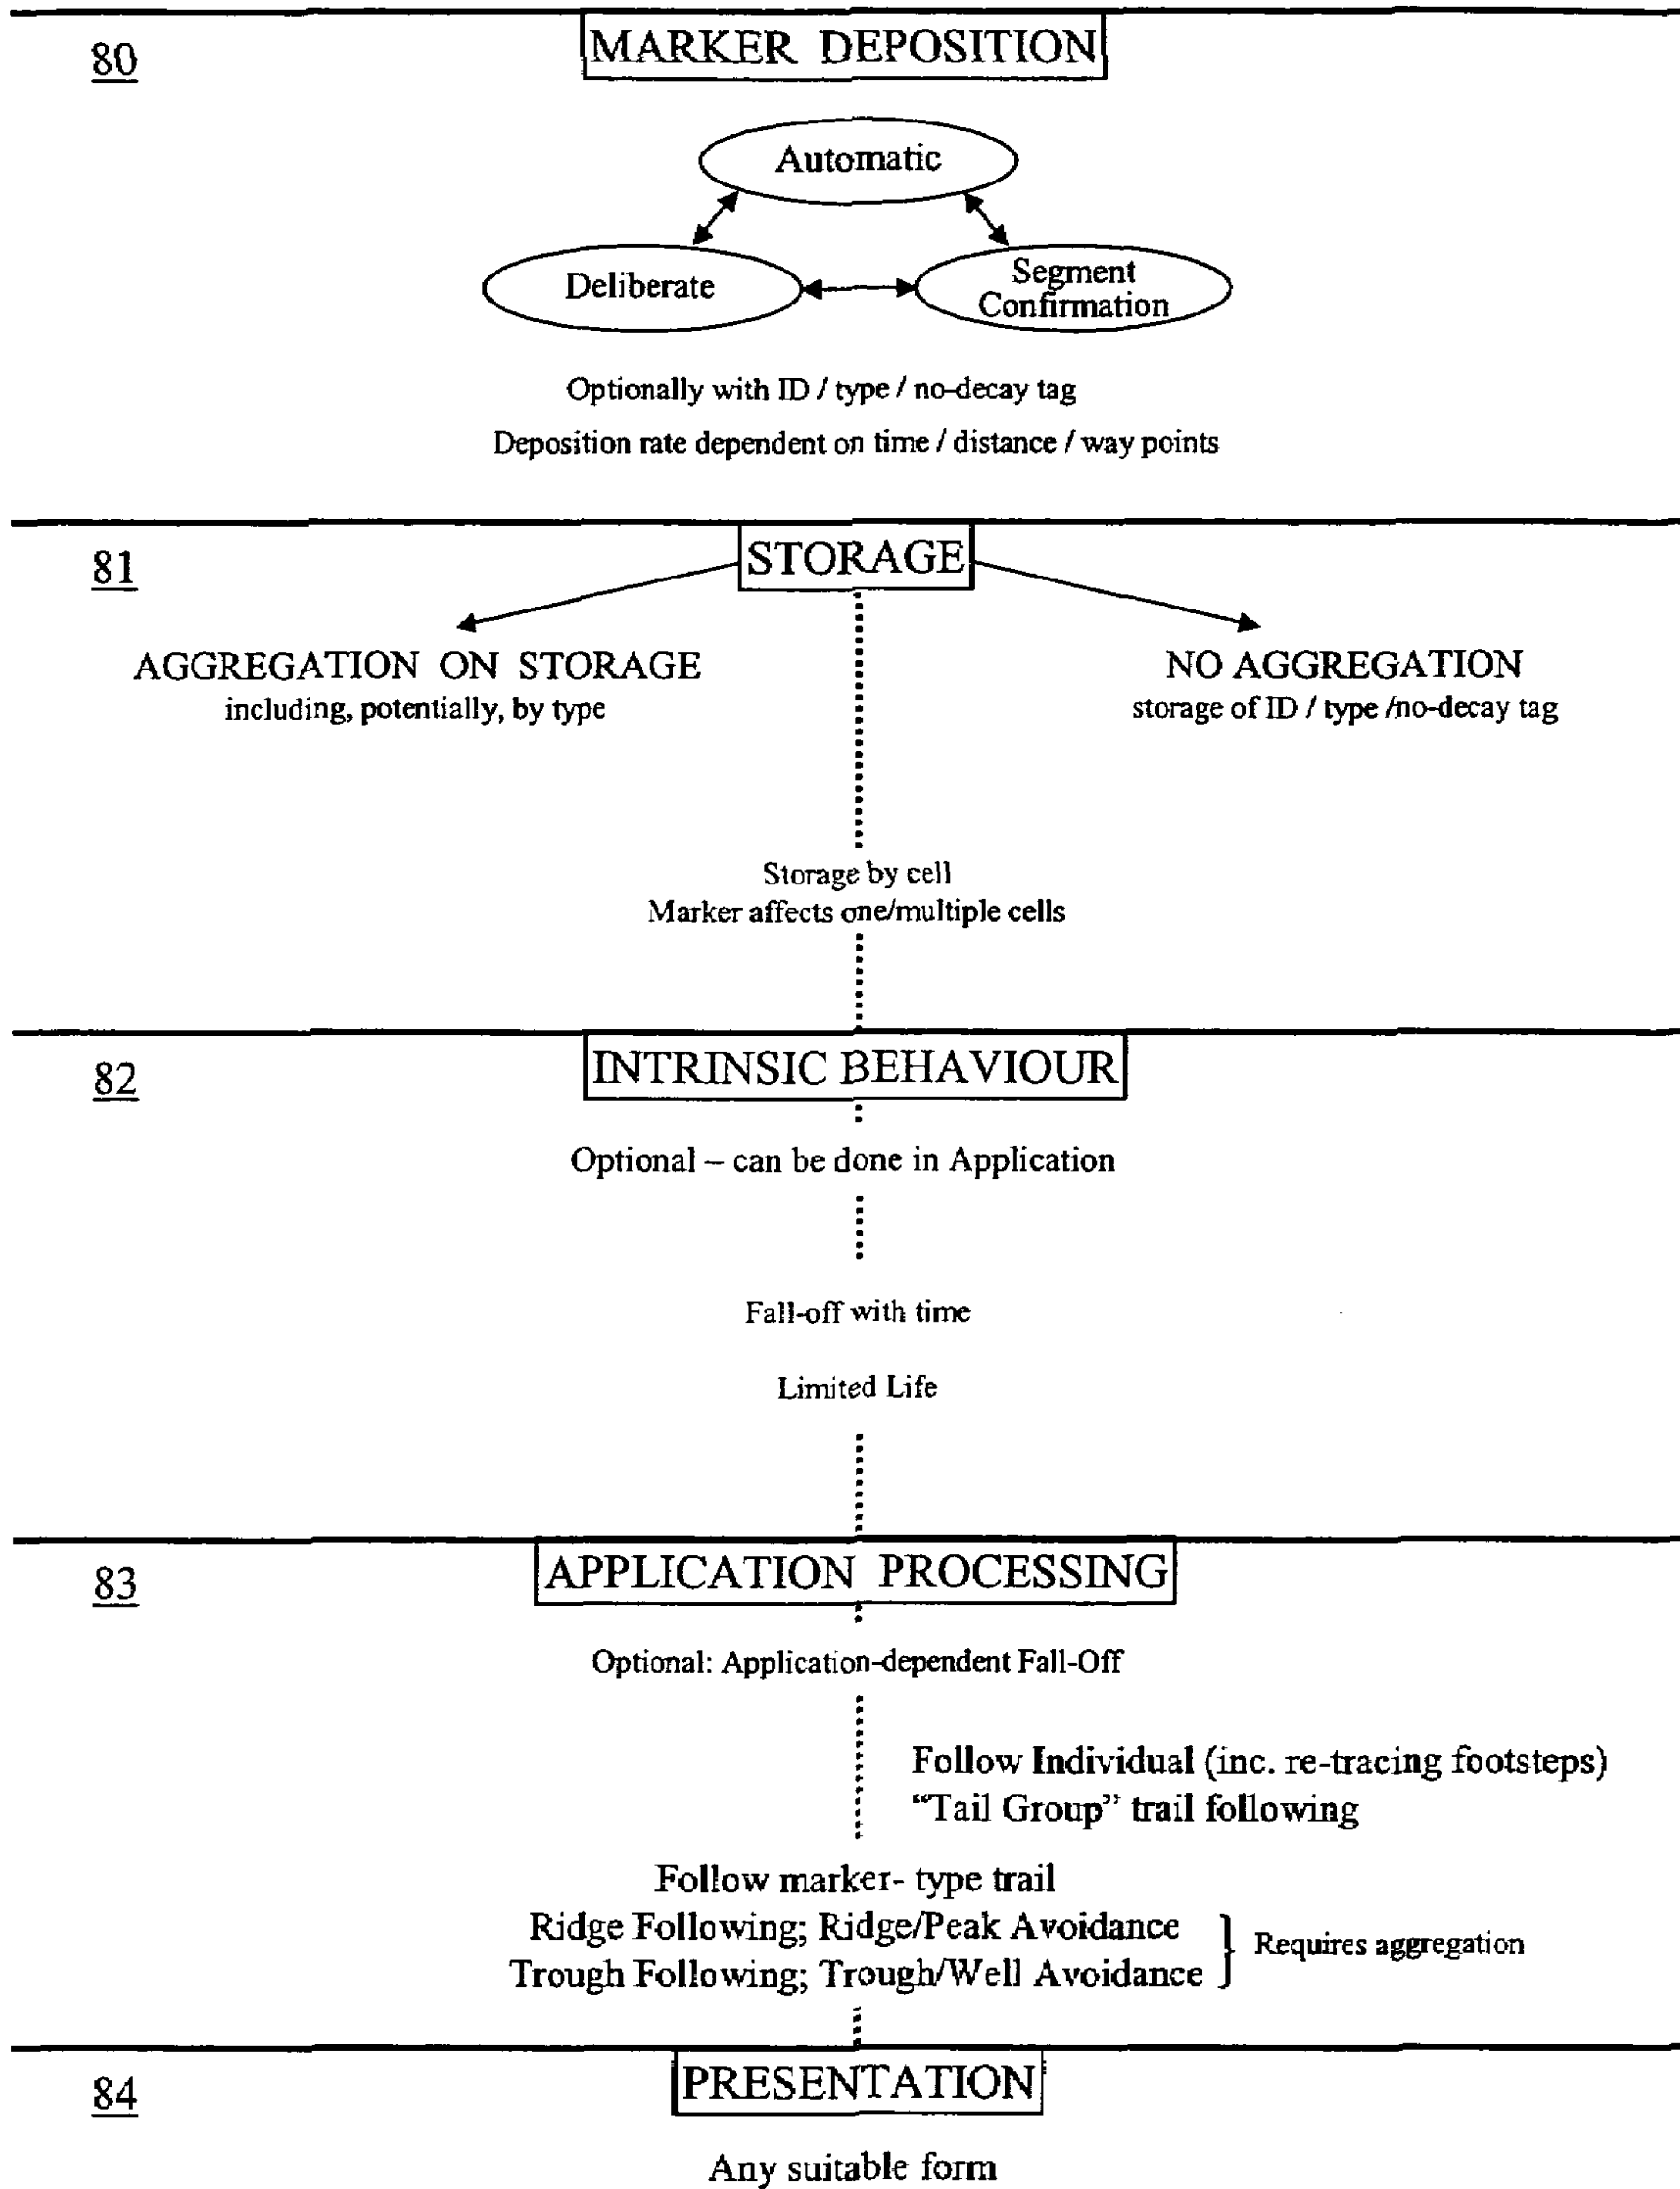 80
MARKER DEPOSITION
Automatic
Deliberate
Segment
Confirmation
Optionally with ID / type / no-decay tag
Deposition rate dependent on time / distance / way points
81
STORAGE
AGGREGATION ON STORAGE
including, potentially, by type
NO AGGREGATION
storage of ID / type /no-decay tag
Storage by cell
Marker affects one/multiple cells
82
INTRINSIC BEHAVIOUR
Optional – can be done in Application
Fall-off with time
Limited Life
83
APPLICATION PROCESSING
Optional: Application-dependent Fall-Off
Follow Individual (inc. re-tracing footsteps)
“Tail Group” trail following
Follow marker- type trail
Ridge Following; Ridge/Peak Avoidance
Trough Following; Trough/Well Avoidance
Requires aggregation
84
PRESENTATION
Any suitable form